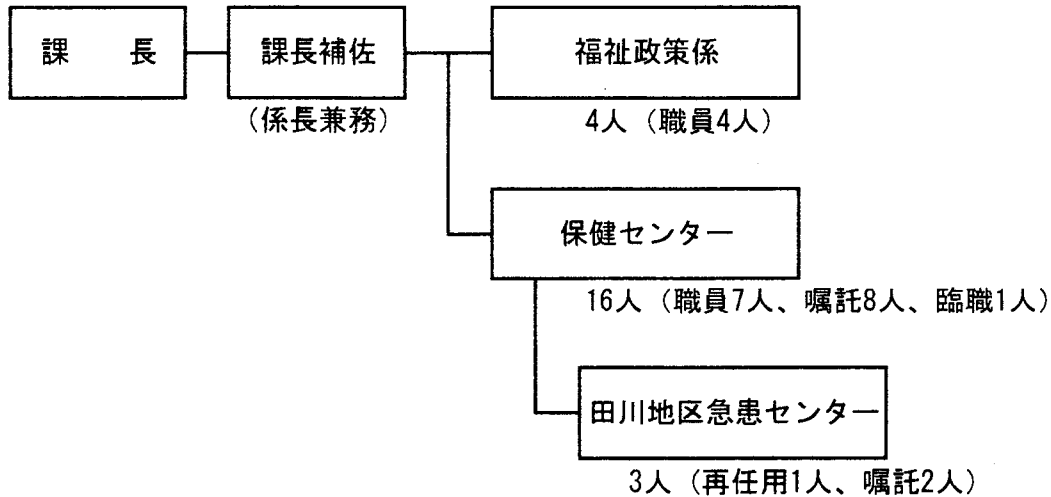 課　長
課長補佐
（係長兼務）
福祉政策係
4人（職員4人）
保健センター
16人（職員7人、嘱託8人、臨職1人）
田川地区急患センター
3人（再任用1人、嘱託2人）